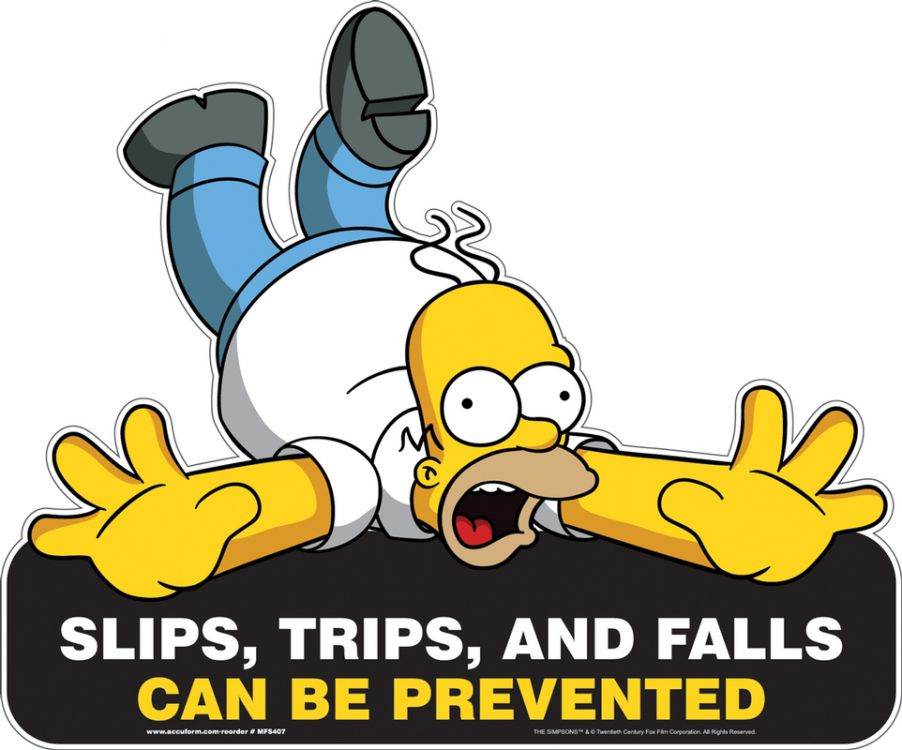 SLIPS, TRIPS, AND FALLS
CAN BE PREVENTED
www.accuform.com-reorder # MFS407
THE SIMPSONS™ & © Twentieth Century Fox Film Corporation. All Rights Reserved.